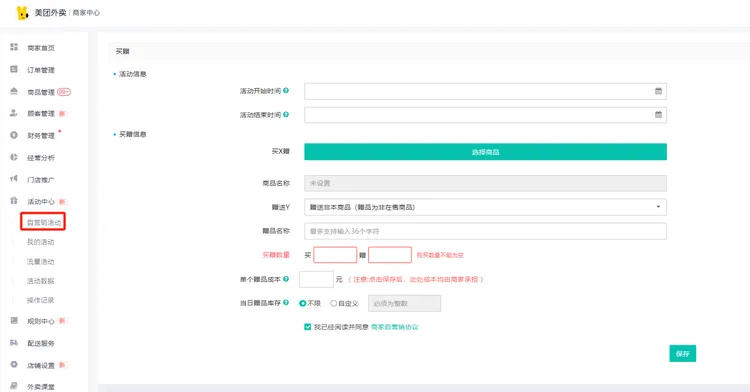 美团外卖 | 商家中心
商家首页
订单管理
商品管理 99+
顾客管理 新
财务管理
经营分析
门店推广
活动中心 新
自营销活动
我的活动
流量活动
活动数据
操作记录
规则中心 新
配送服务
店铺设置 新
外卖课堂
买赠
活动信息
活动开始时间
活动结束时间
买赠信息
买X赠 选择商品
商品名称 未设置
赠送Y 赠送非本商品（赠品为非在售商品）
赠品名称 最多支持输入36个字符
买赠数量 买 赠 购买数量不能为空
单个赠品成本 元 （ 注意:点击保存后，此处成本均由商家承担）
当日赠品库存 不限 自定义 必须为整数
我已经阅读并同意 商家自营销协议
保存